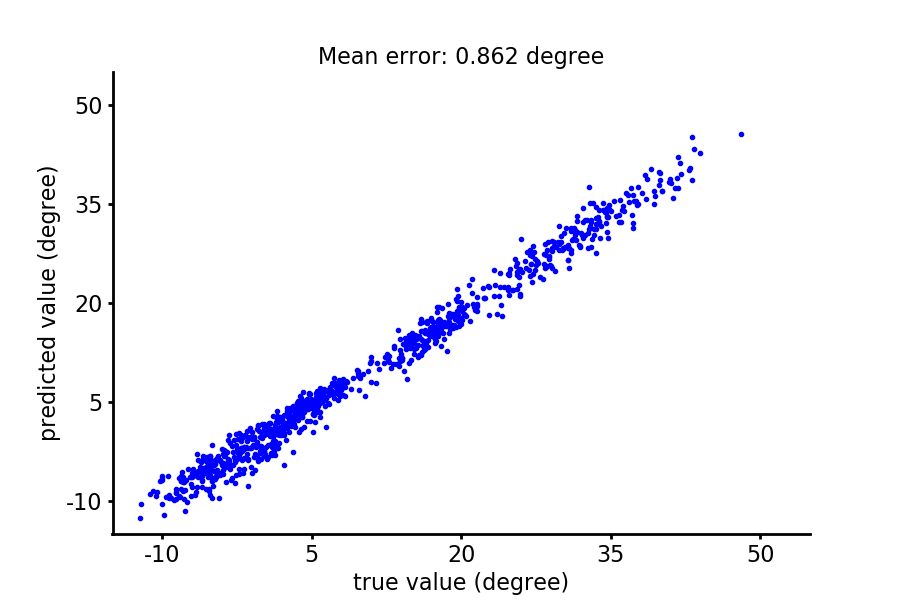 Mean error: 0.862 degree
predicted value (degree)
50
35
20
5
-10
-10 5 20 35 50
true value (degree)